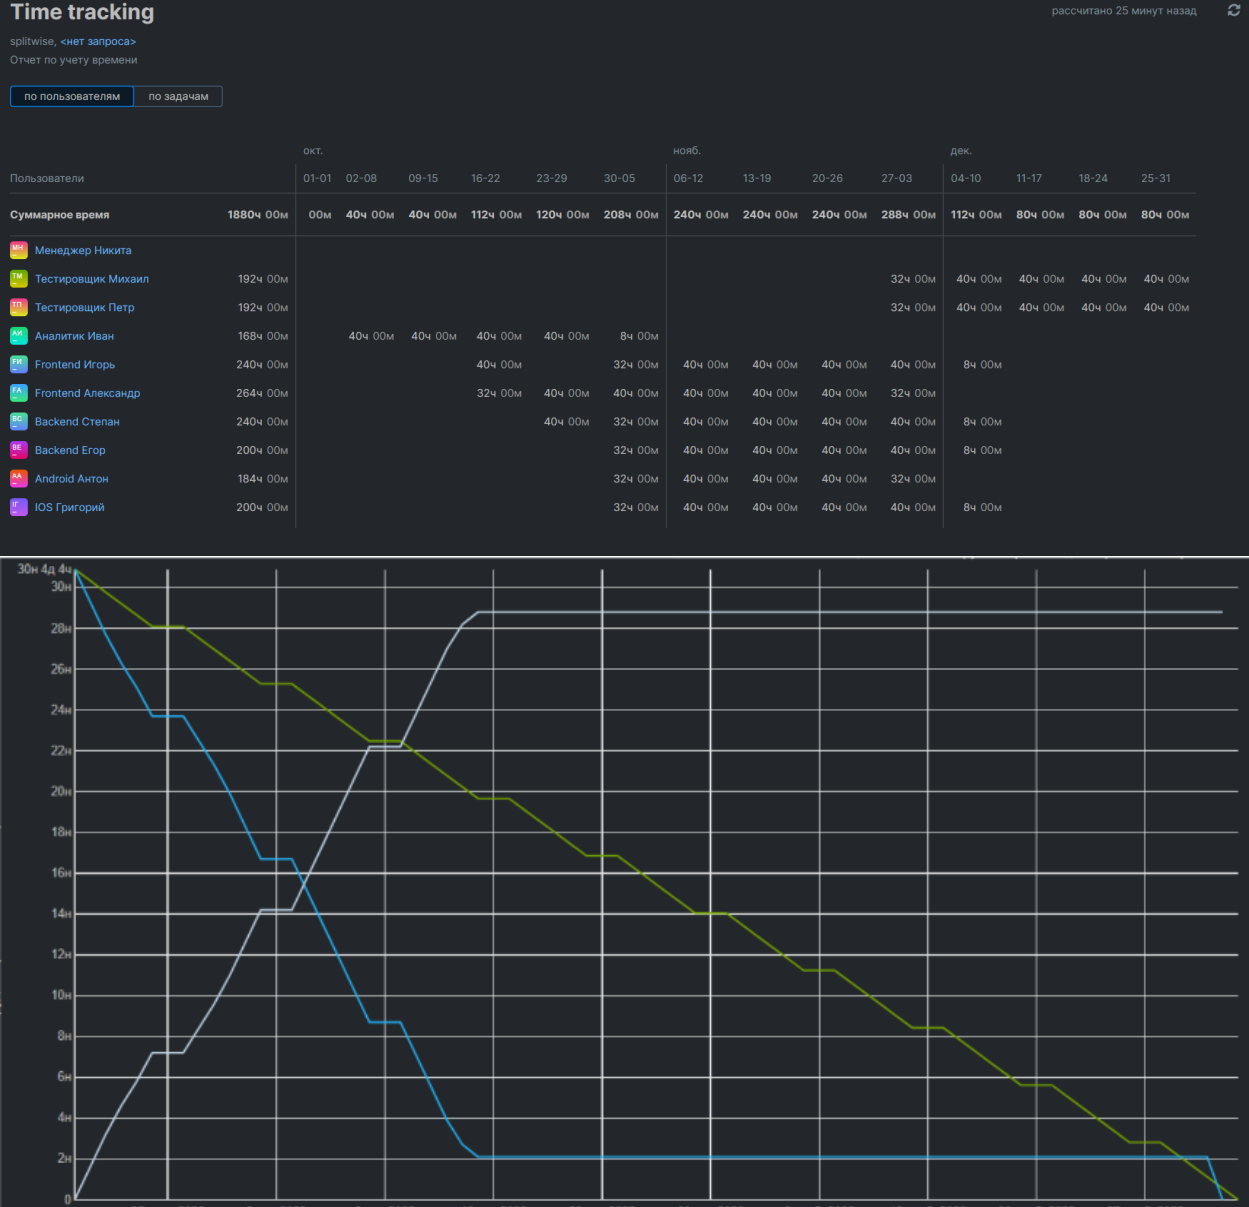 Time tracking
рассчитано 25 минут назад
splitwise, <нет запроса>
Отчет по учету времени
по пользователям по задачам
окт. нояб. дек.
Пользователи 01-01 02-08 09-15 16-22 23-29 30-05 06-12 13-19 20-26 27-03 04-10 11-17 18-24 25-31
Суммарное время 1880ч 00м 00м 40ч 00м 40ч 00м 112ч 00м 120ч 00м 208ч 00м 240ч 00м 240ч 00м 240ч 00м 288ч 00м 112ч 00м 80ч 00м 80ч 00м 80ч 00м
МН Менеджер Никита
ТМ Тестировщик Михаил 192ч 00м 32ч 00м 40ч 00м 40ч 00м 40ч 00м 40ч 00м
ТП Тестировщик Петр 192ч 00м 32ч 00м 40ч 00м 40ч 00м 40ч 00м 40ч 00м
АИ Аналитик Иван 168ч 00м 40ч 00м 40ч 00м 40ч 00м 40ч 00м 8ч 00м
FИ Frontend Игорь 240ч 00м 40ч 00м 32ч 00м 40ч 00м 40ч 00м 40ч 00м 40ч 00м 8ч 00м
FA Frontend Александр 264ч 00м 32ч 00м 40ч 00м 40ч 00м 40ч 00м 40ч 00м 40ч 00м 32ч 00м
BC Backend Степан 240ч 00м 40ч 00м 32ч 00м 40ч 00м 40ч 00м 40ч 00м 40ч 00м 8ч 00м
BE Backend Егор 200ч 00м 32ч 00м 40ч 00м 40ч 00м 40ч 00м 40ч 00м 8ч 00м
AA Android Антон 184ч 00м 32ч 00м 40ч 00м 40ч 00м 40ч 00м 32ч 00м
IГ IOS Григорий 200ч 00м 32ч 00м 40ч 00м 40ч 00м 40ч 00м 40ч 00м 8ч 00м
30н 4д 4ч
30н
28н
26н
24н
22н
20н
18н
16н
14н
12н
10н
8н
6н
4н
2н
0